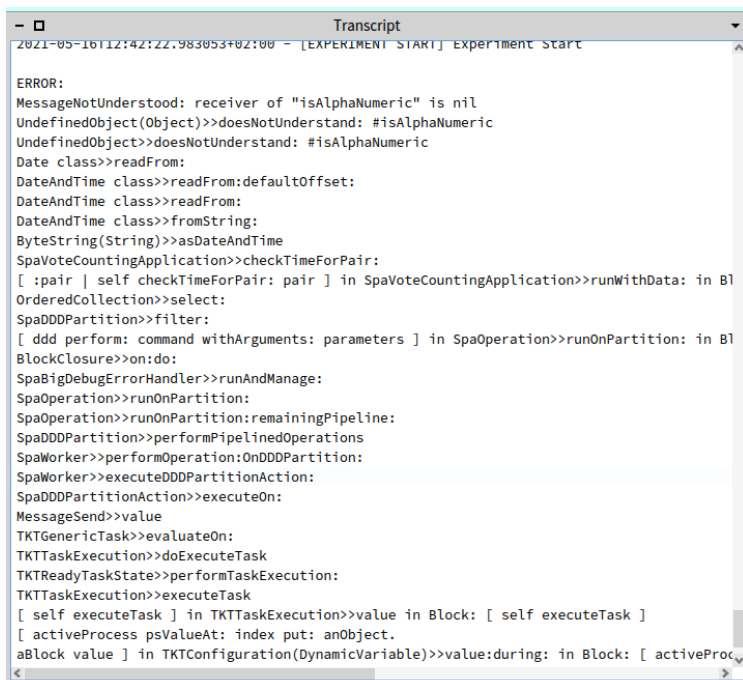 Transcript
2021-05-16T12:42:22.983053+02:00 - [EXPERIMENT START] Experiment Start
ERROR:
MessageNotUnderstood: receiver of "isAlphaNumeric" is nil
UndefinedObject(Object)>>doesNotUnderstand: #isAlphaNumeric
UndefinedObject>>doesNotUnderstand: #isAlphaNumeric
Date class>>readFrom:
DateAndTime class>>readFrom:defaultOffset:
DateAndTime class>>readFrom:
DateAndTime class>>fromString:
ByteString(String)>>asDateAndTime
SpaVoteCountingApplication>>checkTimeForPair:
[ :pair | self checkTimeForPair: pair ] in SpaVoteCountingApplication>>runWithData: in Bl
OrderedCollection>>select:
SpaDDDPartition>>filter:
[ ddd perform: command withArguments: parameters ] in SpaOperation>>runOnPartition: in Bl
BlockClosure>>on:do:
SpaBigDebugErrorHandler>>runAndManage:
SpaOperation>>runOnPartition:
SpaOperation>>runOnPartition:remainingPipeline:
SpaDDDPartition>>performPipelinedOperations
SpaWorker>>performOperation:OnDDDPartition:
SpaWorker>>executeDDDPartitionAction:
SpaDDDPartitionAction>>executeOn:
MessageSend>>value
TKTGenericTask>>evaluateOn:
TKTTaskExecution>>doExecuteTask
TKTReadyTaskState>>performTaskExecution:
TKTTaskExecution>>executeTask
[ self executeTask ] in TKTTaskExecution>>value in Block: [ self executeTask ]
[ activeProcess psValueAt: index put: anObject.
aBlock value ] in TKTConfiguration(DynamicVariable)>>value:during: in Block: [ activeProc